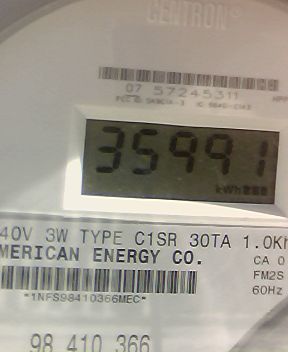 CENTRON®
07 57245311
35991
kWh
40V 3W TYPE C1SR 30TA 1.0Kh
MERICAN ENERGY CO.
CA 0
FM2S
60Hz
*1NFS98410366MEC*
98 410 366